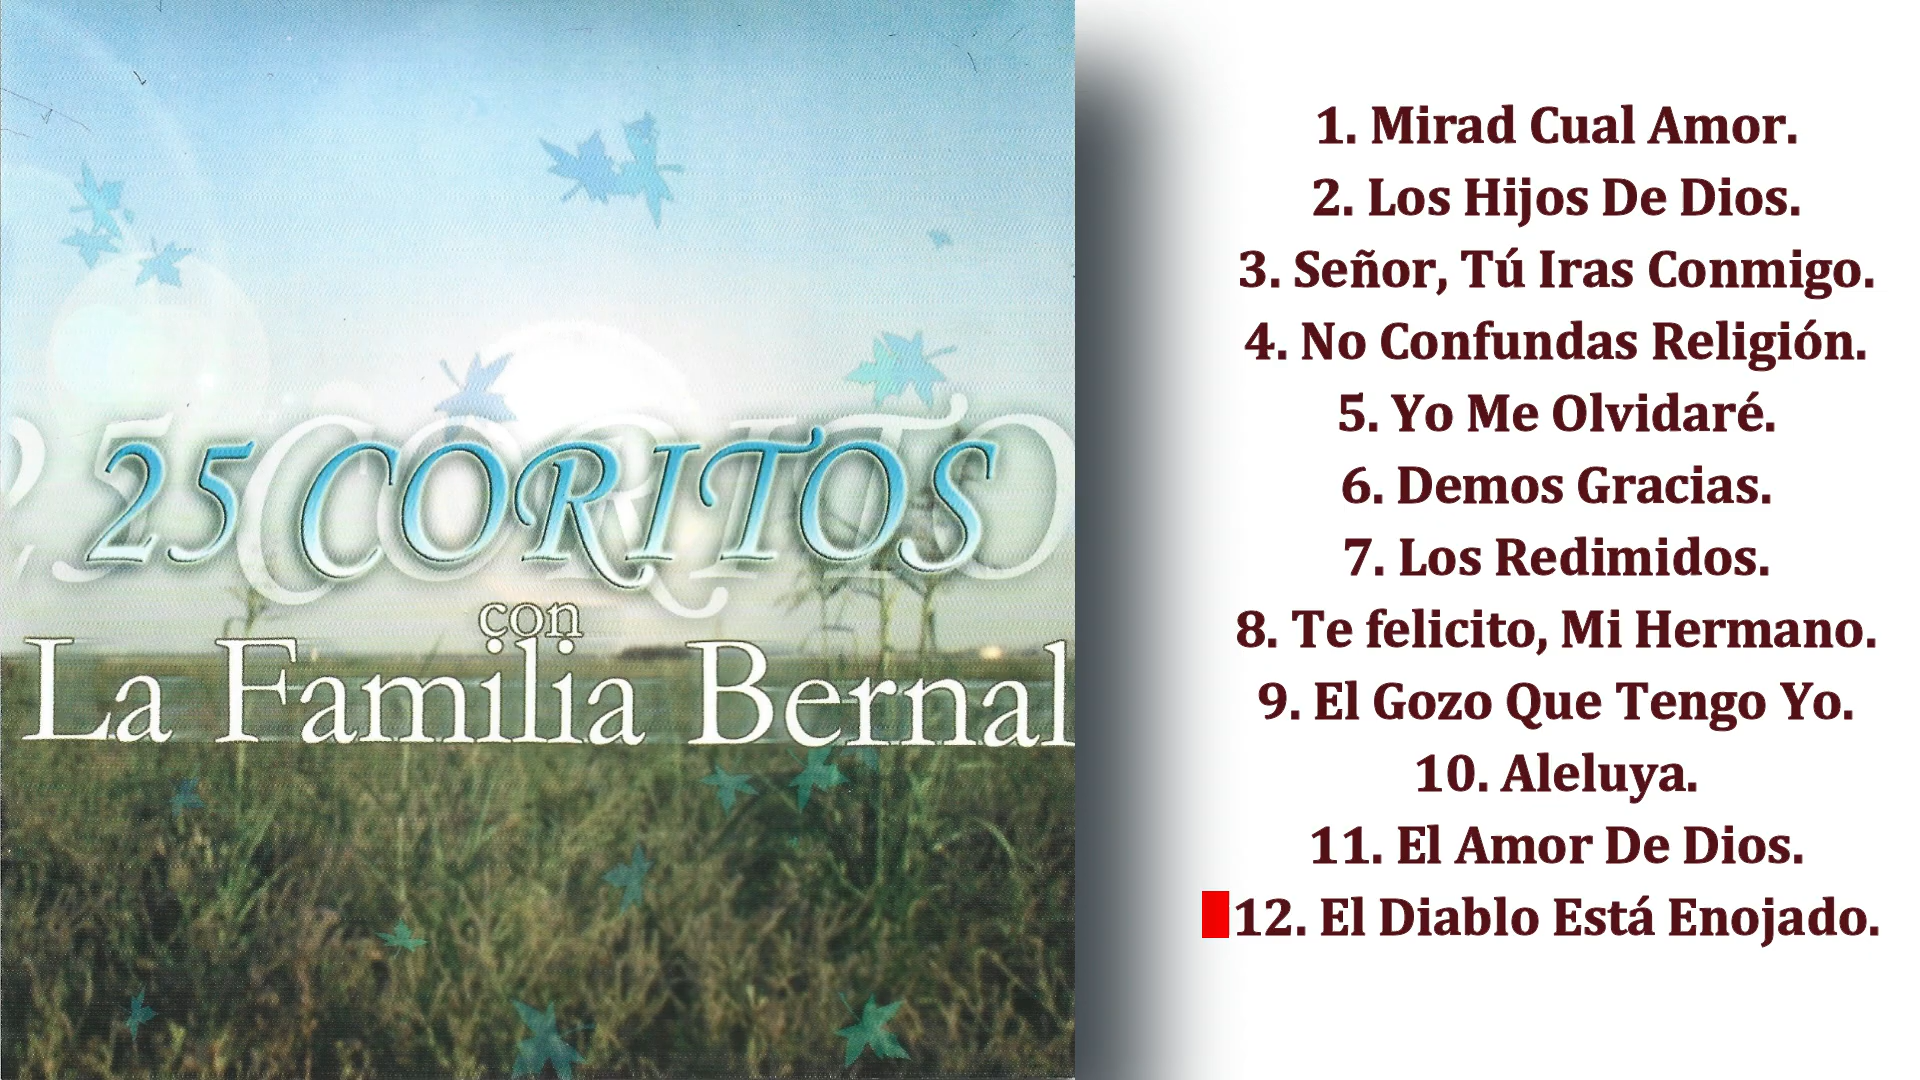 25 CORITOS
con
La Familia Bernal
1. Mirad Cual Amor.
2. Los Hijos De Dios.
3. Señor, Tú Iras Conmigo.
4. No Confundas Religión.
5. Yo Me Olvidaré.
6. Demos Gracias.
7. Los Redimidos.
8. Te felicito, Mi Hermano.
9. El Gozo Que Tengo Yo.
10. Aleluya.
11. El Amor De Dios.
12. El Diablo Está Enojado.